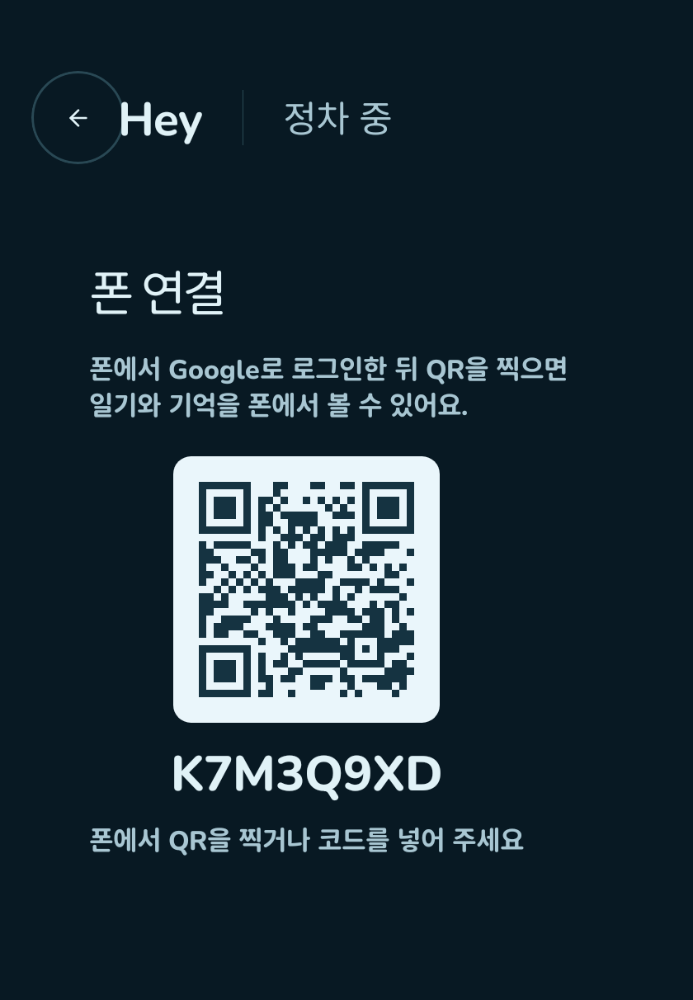 Hey
정차 중
폰 연결
폰에서 Google로 로그인한 뒤 QR을 찍으면
일기와 기억을 폰에서 볼 수 있어요.
K7M3Q9XD
폰에서 QR을 찍거나 코드를 넣어 주세요